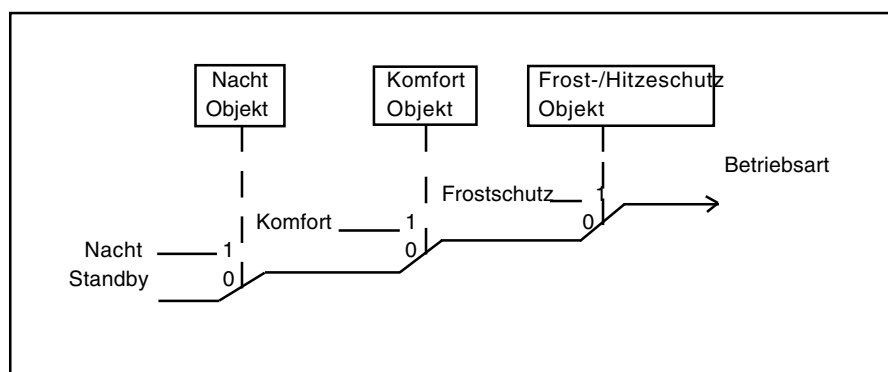 Nacht
Objekt
Komfort
Objekt
Frost-/Hitzeschutz
Objekt
Betriebsart
Frostschutz 1
0
Komfort 1
0
Nacht 1
Standby 0